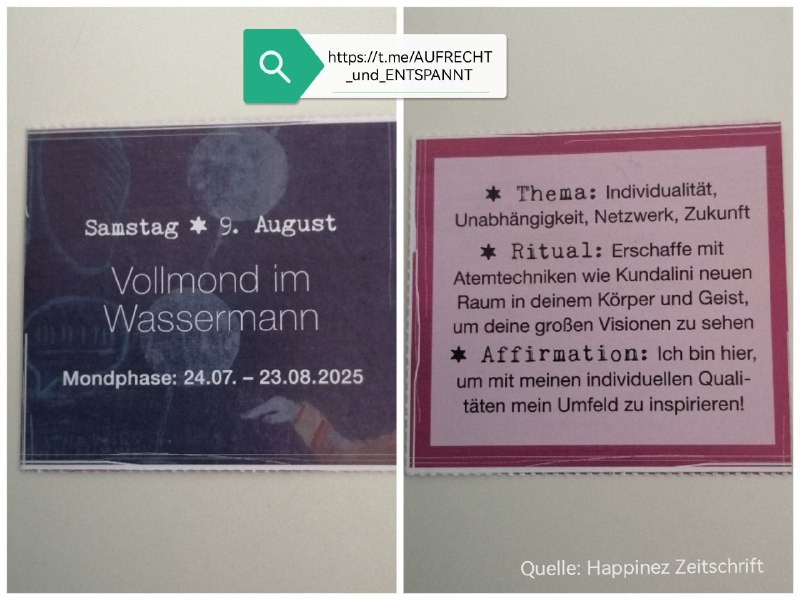 https://t.me/AUFRECHT
_und_ENTSPANNT
Samstag ✶ 9. August
Vollmond im
Wassermann
Mondphase: 24.07. – 23.08.2025
✶ Thema: Individualität,
Unabhängigkeit, Netzwerk, Zukunft
✶ Ritual: Erschaffe mit
Atemtechniken wie Kundalini neuen
Raum in deinem Körper und Geist,
um deine großen Visionen zu sehen
✶ Affirmation: Ich bin hier,
um mit meinen individuellen Quali-
täten mein Umfeld zu inspirieren!
Quelle: Happinez Zeitschrift